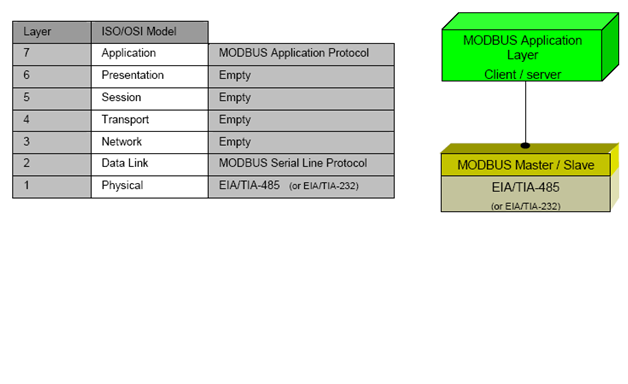 Layer ISO/OSI Model
7 Application MODBUS Application Protocol
6 Presentation Empty
5 Session Empty
4 Transport Empty
3 Network Empty
2 Data Link MODBUS Serial Line Protocol
1 Physical EIA/TIA-485 (or EIA/TIA-232)
MODBUS Application
Layer
Client / server
MODBUS Master / Slave
EIA/TIA-485
(or EIA/TIA-232)